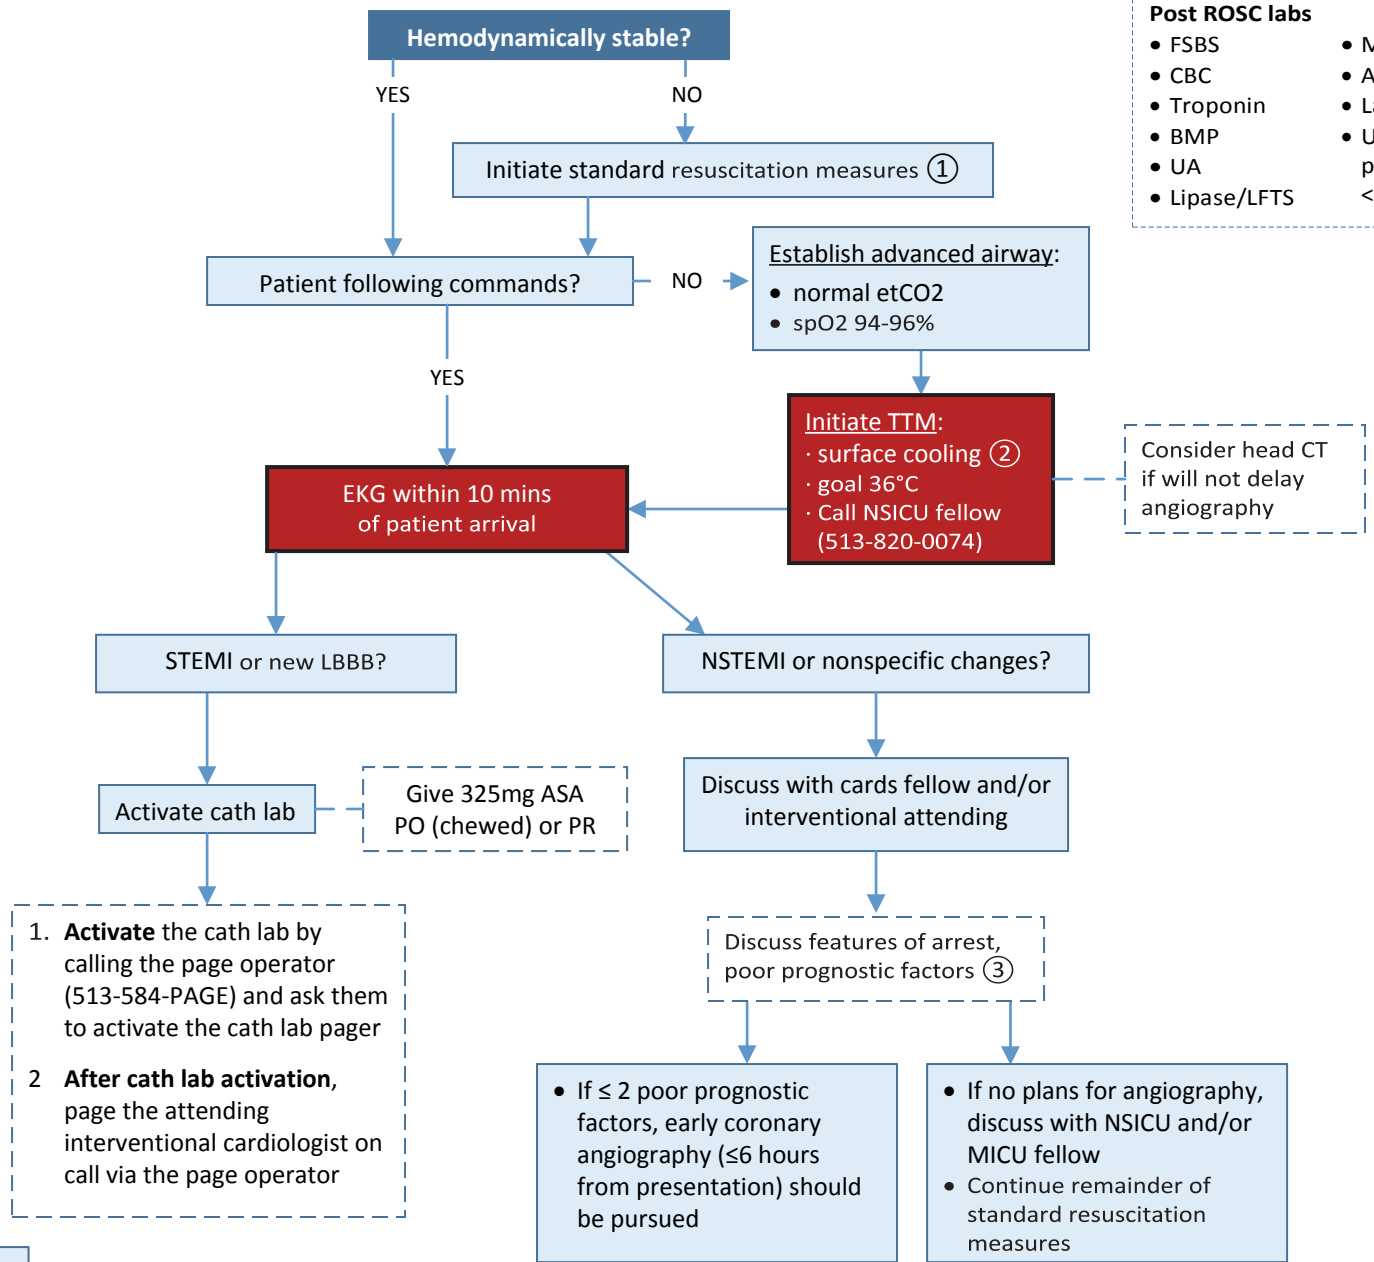 Hemodynamically stable?
YES
NO
Initiate standard resuscitation measures ①
Patient following commands?
NO
YES
Establish advanced airway:
• normal etCO2
• spO2 94-96%
Initiate TTM:
· surface cooling ②
· goal 36°C
· Call NSICU fellow
(513-820-0074)
Consider head CT
if will not delay
angiography
EKG within 10 mins
of patient arrival
STEMI or new LBBB?
NSTEMI or nonspecific changes?
Activate cath lab
Give 325mg ASA
PO (chewed) or PR
Discuss with cards fellow and/or
interventional attending
1. Activate the cath lab by
calling the page operator
(513-584-PAGE) and ask them
to activate the cath lab pager
2 After cath lab activation,
page the attending
interventional cardiologist on
call via the page operator
Discuss features of arrest,
poor prognostic factors ③
• If ≤ 2 poor prognostic
factors, early coronary
angiography (≤6 hours
from presentation) should
be pursued
• If no plans for angiography,
discuss with NSICU and/or
MICU fellow
• Continue remainder of
standard resuscitation
measures
Post ROSC labs
• FSBS
• CBC
• Troponin
• BMP
• UA
• Lipase/LFTS